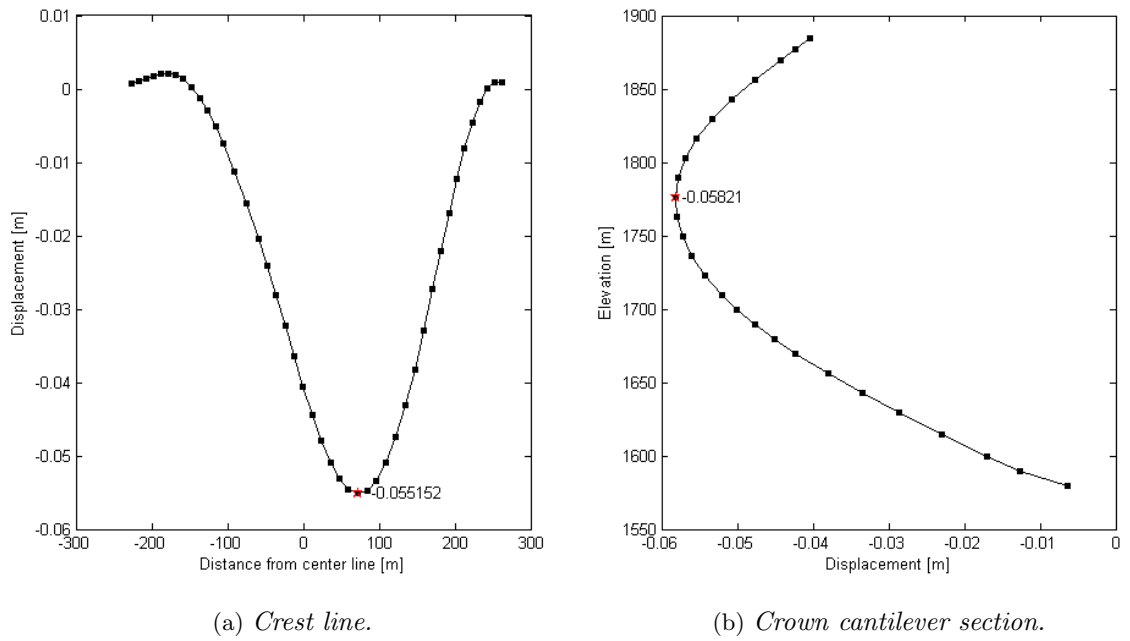 0.01
0
-0.01
-0.02
-0.03
-0.04
-0.05
-0.06
Displacement [m]
-0.055152
-300 -200 -100 0 100 200 300
Distance from center line [m]
(a) Crest line.
1900
1850
1800
1750
1700
1650
1600
1550
Elevation [m]
-0.05821
-0.06 -0.05 -0.04 -0.03 -0.02 -0.01 0
Displacement [m]
(b) Crown cantilever section.